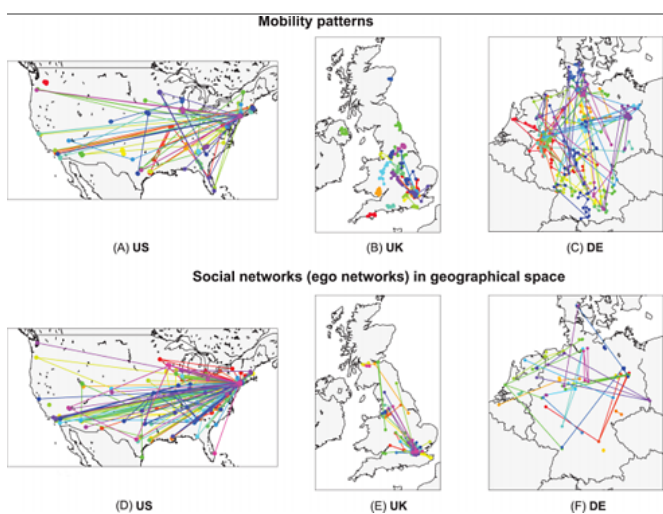 Mobility patterns
(A) US
(B) UK
(C) DE
Social networks (ego networks) in geographical space
(D) US
(E) UK
(F) DE